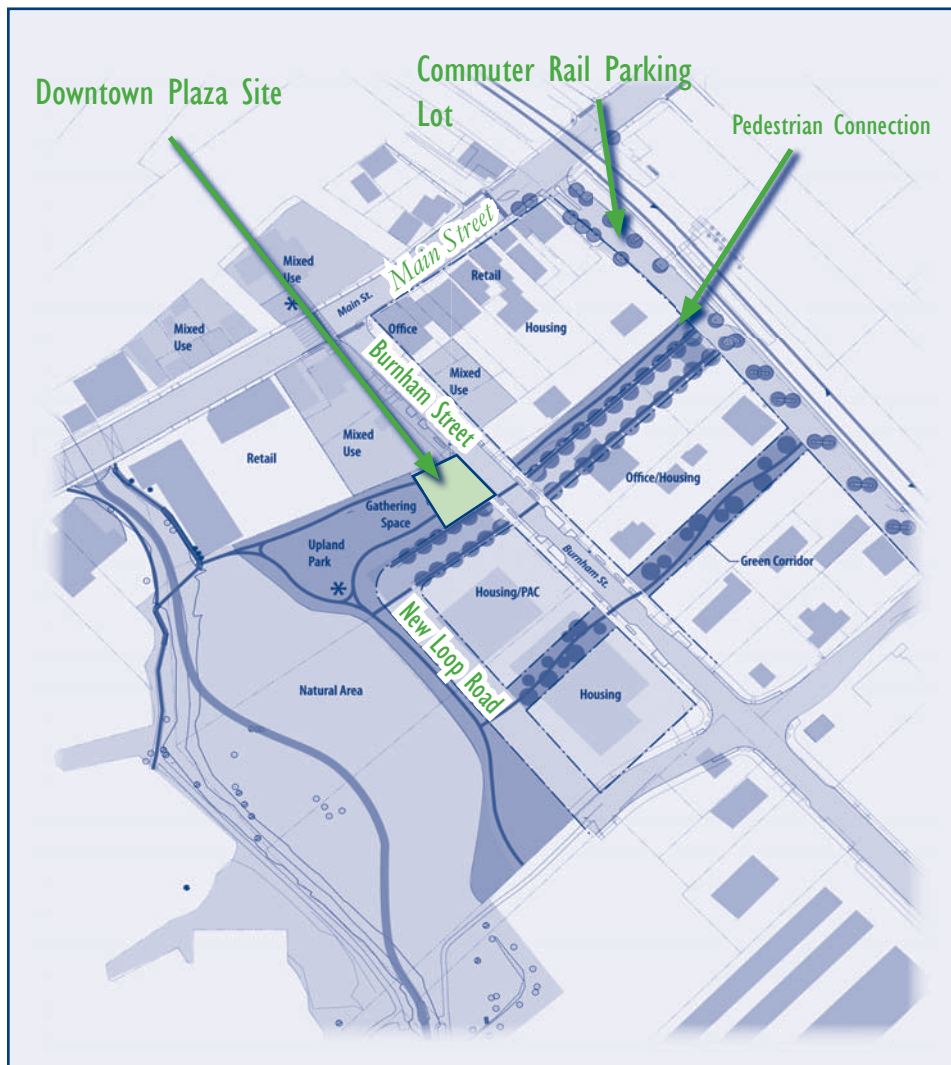 Downtown Plaza Site
Commuter Rail Parking
Lot
Pedestrian Connection
Mixed
Use
Main Street
Main St.
Retail
Mixed
Use
Office
Housing
Burnham Street
Mixed
Use
Mixed
Use
Retail
Gathering
Space
Office/Housing
Upland
Park
Burnham St.
Green Corridor
Housing/PAC
New Loop Road
Natural Area
Housing